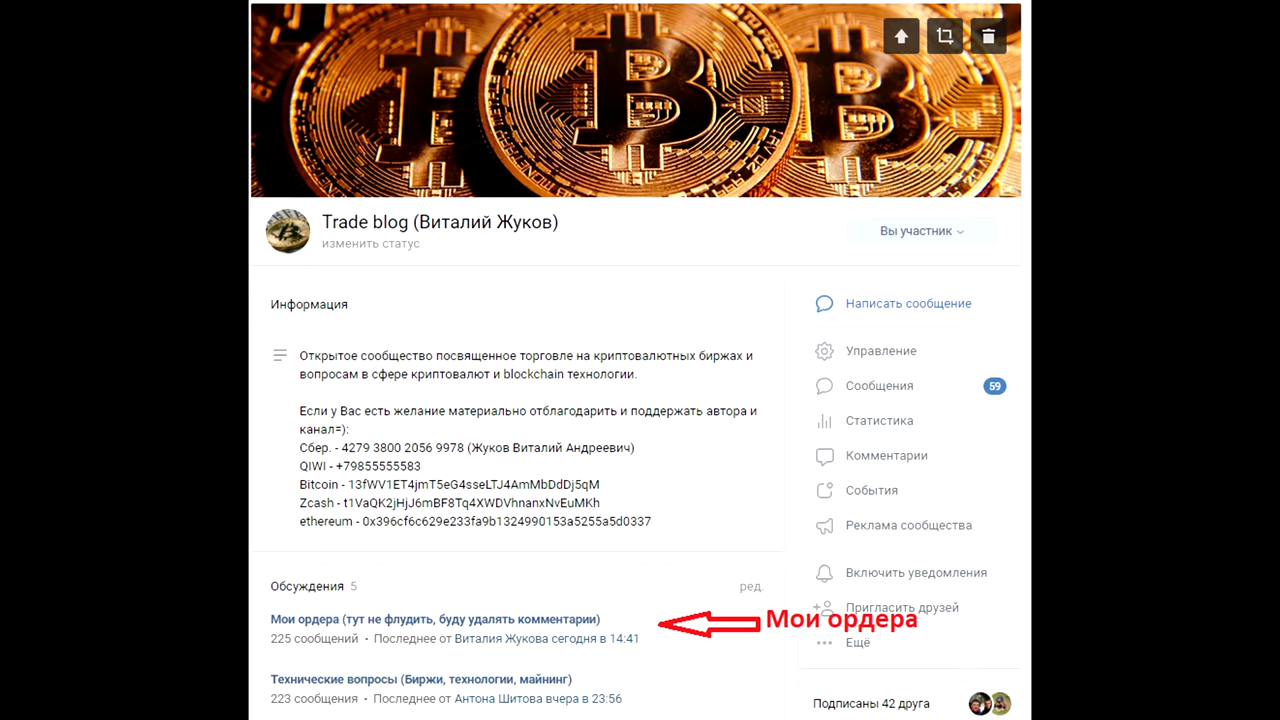 Trade blog (Виталий Жуков)
изменить статус
Вы участник
Информация
Открытое сообщество посвященное торговле на криптовалютных биржах и
вопросам в сфере криптовалют и blockchain технологии.
Если у Вас есть желание материально отблагодарить и поддержать автора и
канал=):
Сбер. - 4279 3800 2056 9978 (Жуков Виталий Андреевич)
QIWI - +79855555583
Bitcoin - 13fWV1ET4jmT5eG4sseLTJ4AmMbDdDj5qM
Zcash - t1VaQK2jHjJ6mBF8Tq4XWDVhnanxNvEuMKh
ethereum - 0x396cf6c629e233fa9b1324990153a5255a5d0337
Обсуждения 5
ред.
Мои ордера (тут не флудить, буду удалять комментарии)
225 сообщений · Последнее от Виталия Жукова сегодня в 14:41
Мои ордера
Технические вопросы (Биржи, технологии, майнинг)
223 сообщения · Последнее от Антона Шитова вчера в 23:56
Написать сообщение
Управление
Сообщения 59
Статистика
Комментарии
События
Реклама сообщества
Включить уведомления
Пригласить друзей
Ещё
Подписаны 42 друга